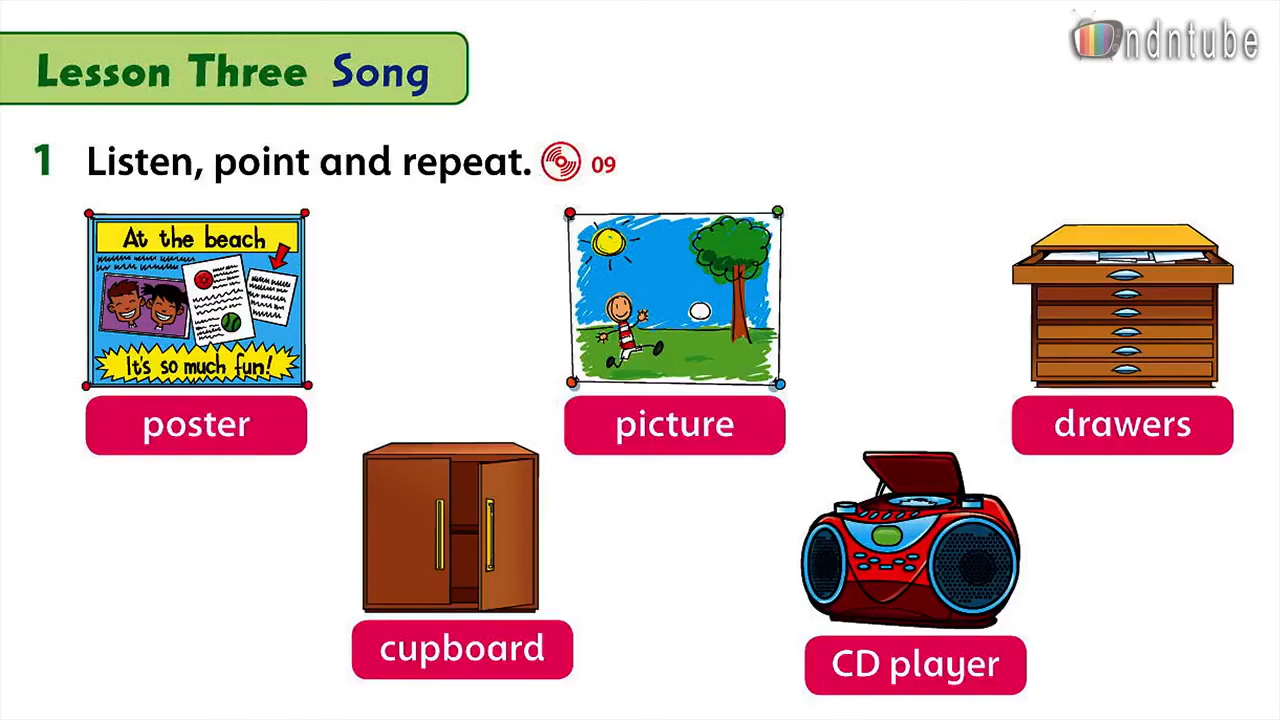 ndntube
Lesson Three Song
1 Listen, point and repeat. 09
At the beach
It's so much fun!
poster
picture
drawers
cupboard
CD player